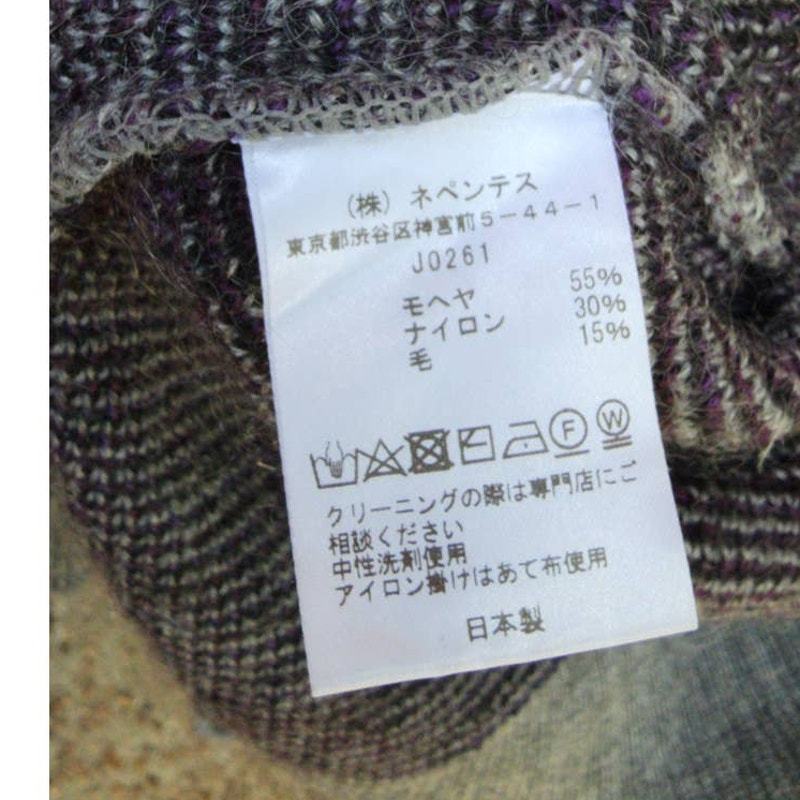 （株）ネペンテス
東京都渋谷区神宮前５－４４－１
J0261
モヘヤ 55%
ナイロン 30%
毛 15%
F W
クリーニングの際は専門店にご
相談ください
中性洗剤使用
アイロン掛けはあて布使用
日本製